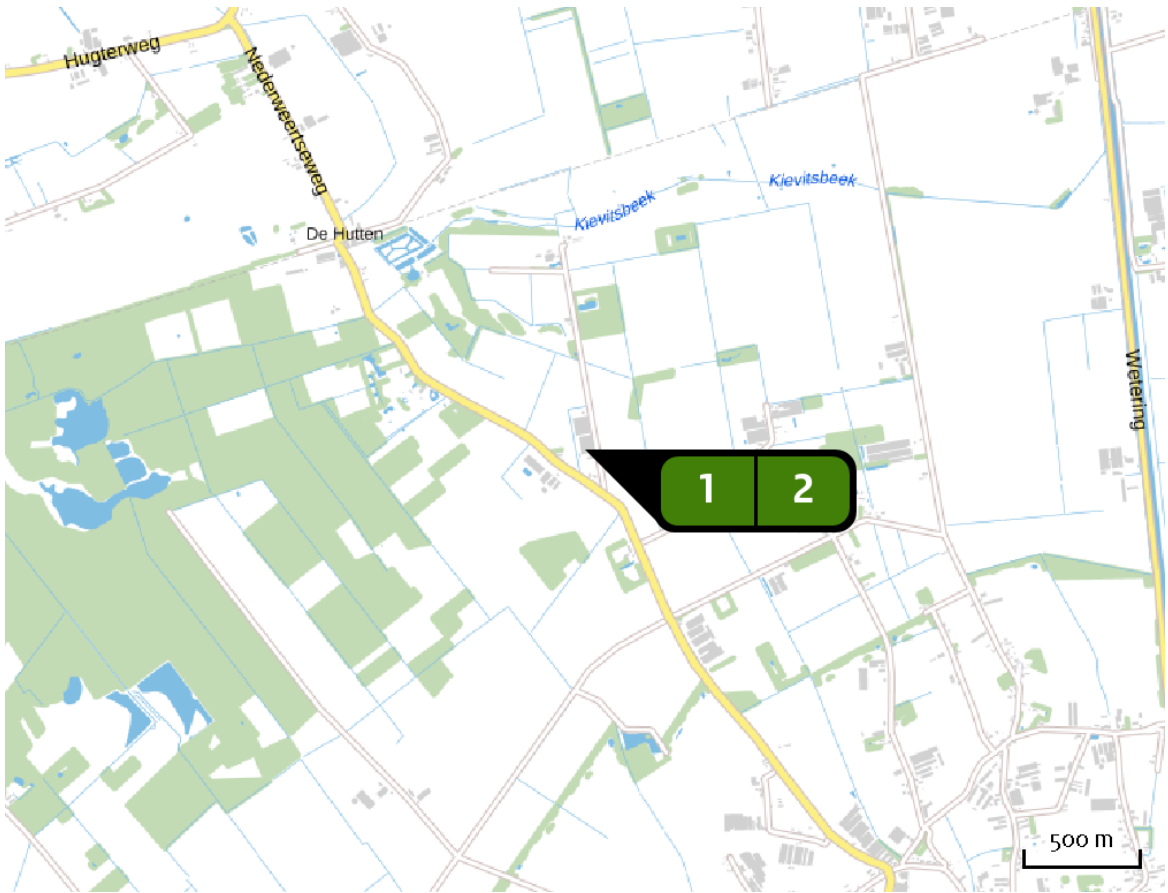 Hugterweg
Nederweertseweg
Kievitsbeek
Kievitsbeek
De Hutten
Wetering
1 2
500 m